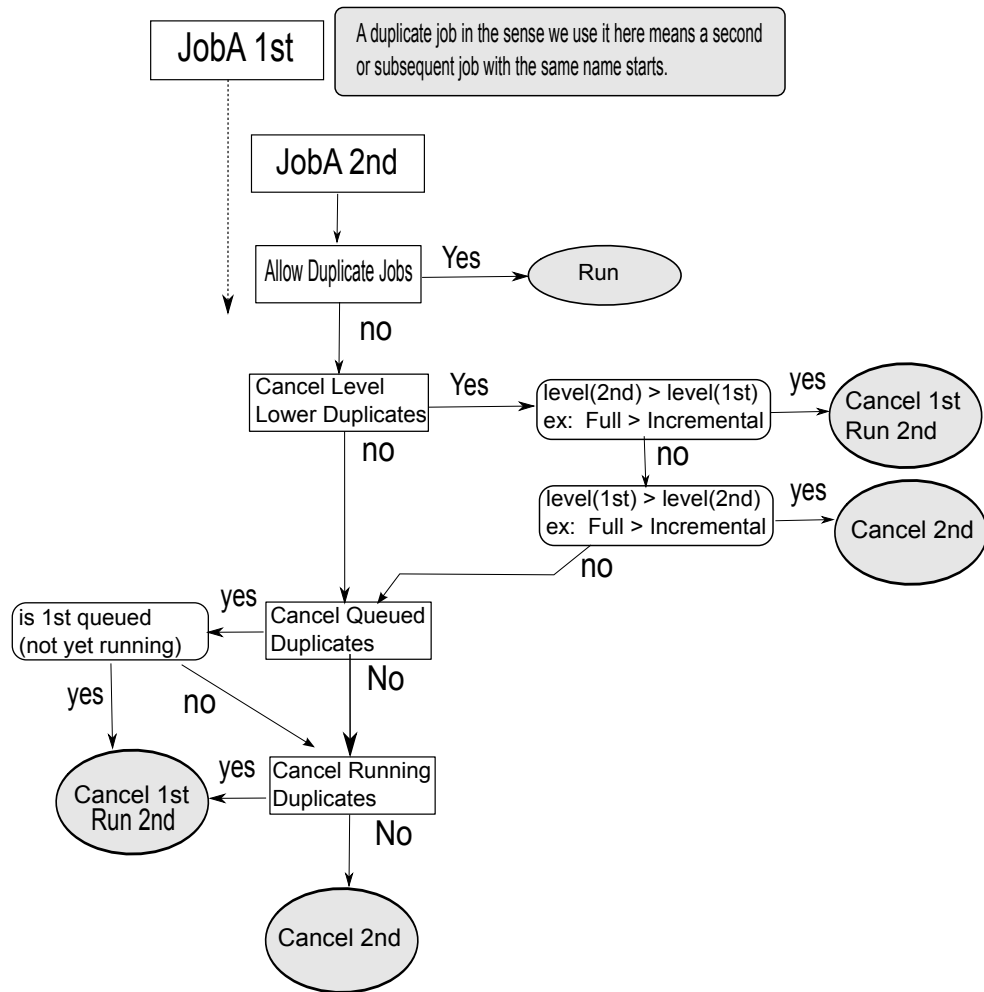 JobA 1st
A duplicate job in the sense we use it here means a second
or subsequent job with the same name starts.
JobA 2nd
Allow Duplicate Jobs
Yes
Run
no
Cancel Level
Lower Duplicates
Yes
level(2nd) > level(1st)
ex: Full > Incremental
yes
Cancel 1st
Run 2nd
no
no
level(1st) > level(2nd)
ex: Full > Incremental
yes
Cancel 2nd
no
Cancel Queued
Duplicates
yes
is 1st queued
(not yet running)
No
yes
no
Cancel Running
Duplicates
yes
Cancel 1st
Run 2nd
No
Cancel 2nd